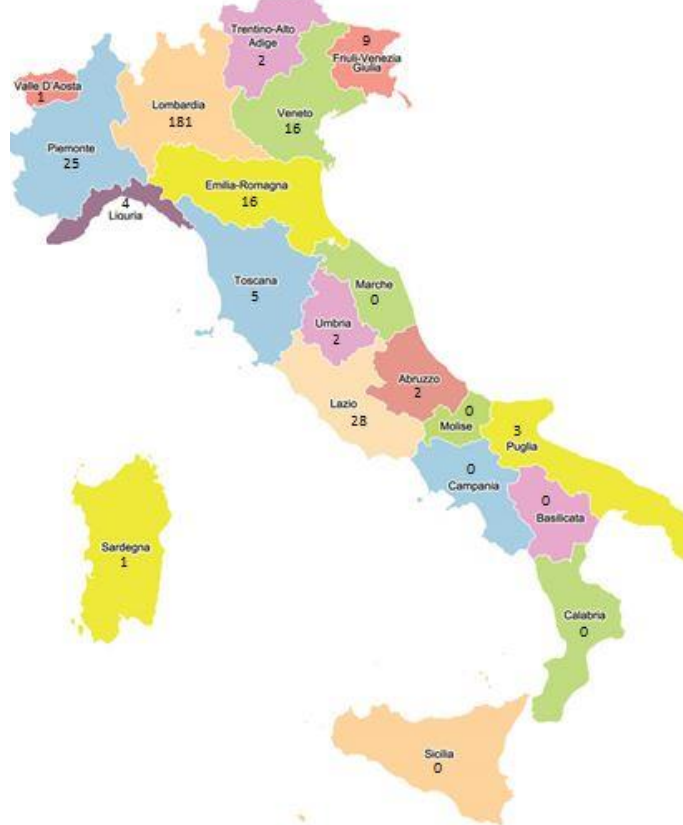 Trentino-Alto
Adige
2
9
Friuli-Venezia
Giulia
Valle D'Aosta
1
Lombardia
181
Veneto
16
Piemonte
25
Emilia-Romagna
16
4
Liguria
Toscana
5
Marche
0
Umbria
2
Abruzzo
2
Lazio
28
0
Molise
3
Puglia
0
Campania
0
Basilicata
Sardegna
1
Calabria
0
Sicilia
0